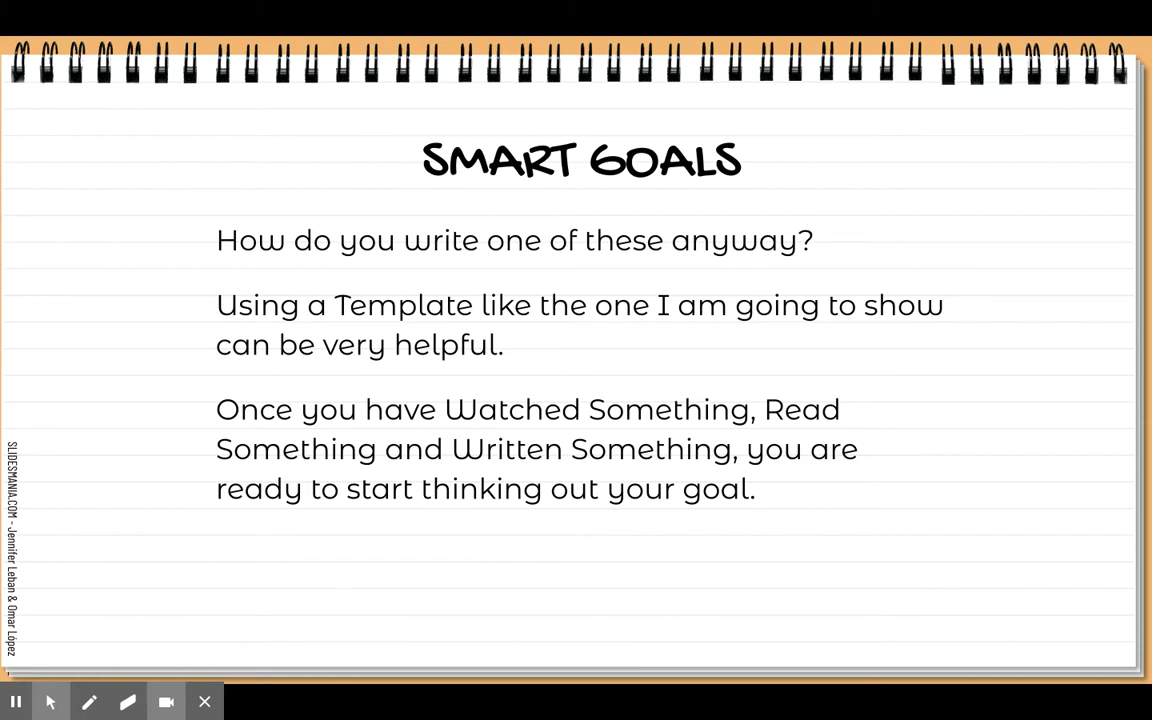 SMART GOALS
How do you write one of these anyway?
Using a Template like the one I am going to show
can be very helpful.
Once you have Watched Something, Read
Something and Written Something, you are
ready to start thinking out your goal.
SLIDESMANIA.COM - Jennifer Leban & Omar López